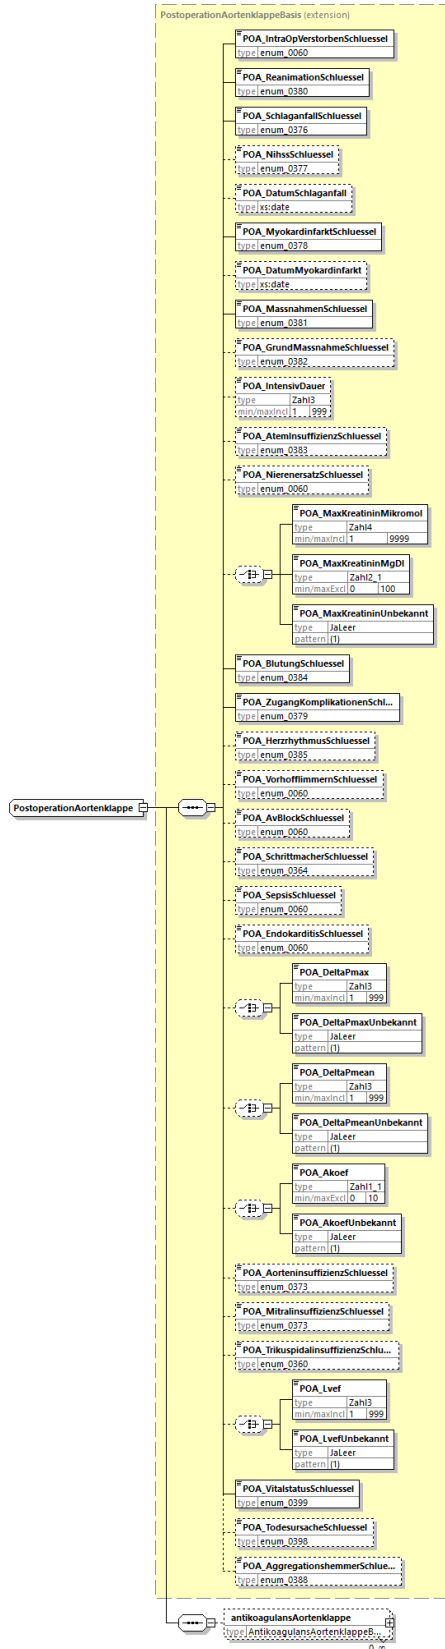 PostoperationAortenklappeBasis (extension)
POA_IntraOpVerstorbenSchluessel
type enum_0060
POA_ReanimationSchluessel
type enum_0380
POA_SchlaganfallSchluessel
type enum_0376
POA_NihssSchluessel
type enum_0377
POA_DatumSchlaganfall
type xs:date
POA_MyokardinfarktSchluessel
type enum_0378
POA_DatumMyokardinfarkt
type xs:date
POA_MassnahmenSchluessel
type enum_0381
POA_GrundMassnahmeSchluessel
type enum_0382
POA_IntensivDauer
type Zahl3
min/maxIncl 1 999
POA_AtemInsuffizienzSchluessel
type enum_0383
POA_NierenersatzSchluessel
type enum_0060
POA_MaxKreatininMikromol
type Zahl4
min/maxIncl 1 9999
POA_MaxKreatininMgDl
type Zahl2_1
min/maxExcl 0 100
POA_MaxKreatininUnbekannt
type JaLeer
pattern (1)
POA_BlutungSchluessel
type enum_0384
POA_ZugangKomplikationenSchl...
type enum_0379
POA_HerzrhythmusSchluessel
type enum_0385
POA_VorhofflimmernSchluessel
type enum_0060
PostoperationAortenklappe
POA_AvBlockSchluessel
type enum_0060
POA_SchrittmacherSchluessel
type enum_0364
POA_SepsisSchluessel
type enum_0060
POA_EndokarditisSchluessel
type enum_0060
POA_DeltaPmax
type Zahl3
min/maxIncl 1 999
POA_DeltaPmaxUnbekannt
type JaLeer
pattern (1)
POA_DeltaPmean
type Zahl3
min/maxIncl 1 999
POA_DeltaPmeanUnbekannt
type JaLeer
pattern (1)
POA_Akoef
type Zahl1_1
min/maxExcl 0 10
POA_AkoefUnbekannt
type JaLeer
pattern (1)
POA_AorteninsuffizienzSchluessel
type enum_0373
POA_MitralinsuffizienzSchluessel
type enum_0373
POA_TrikuspidalinsuffizienzSchlu...
type enum_0360
POA_Lvef
type Zahl3
min/maxIncl 1 999
POA_LvefUnbekannt
type JaLeer
pattern (1)
POA_VitalstatusSchluessel
type enum_0399
POA_TodesursacheSchluessel
type enum_0398
POA_AggregationshemmerSchlue...
type enum_0388
antikoagulansAortenklappe
type AntikoagulansAortenklappeB...
0..∞